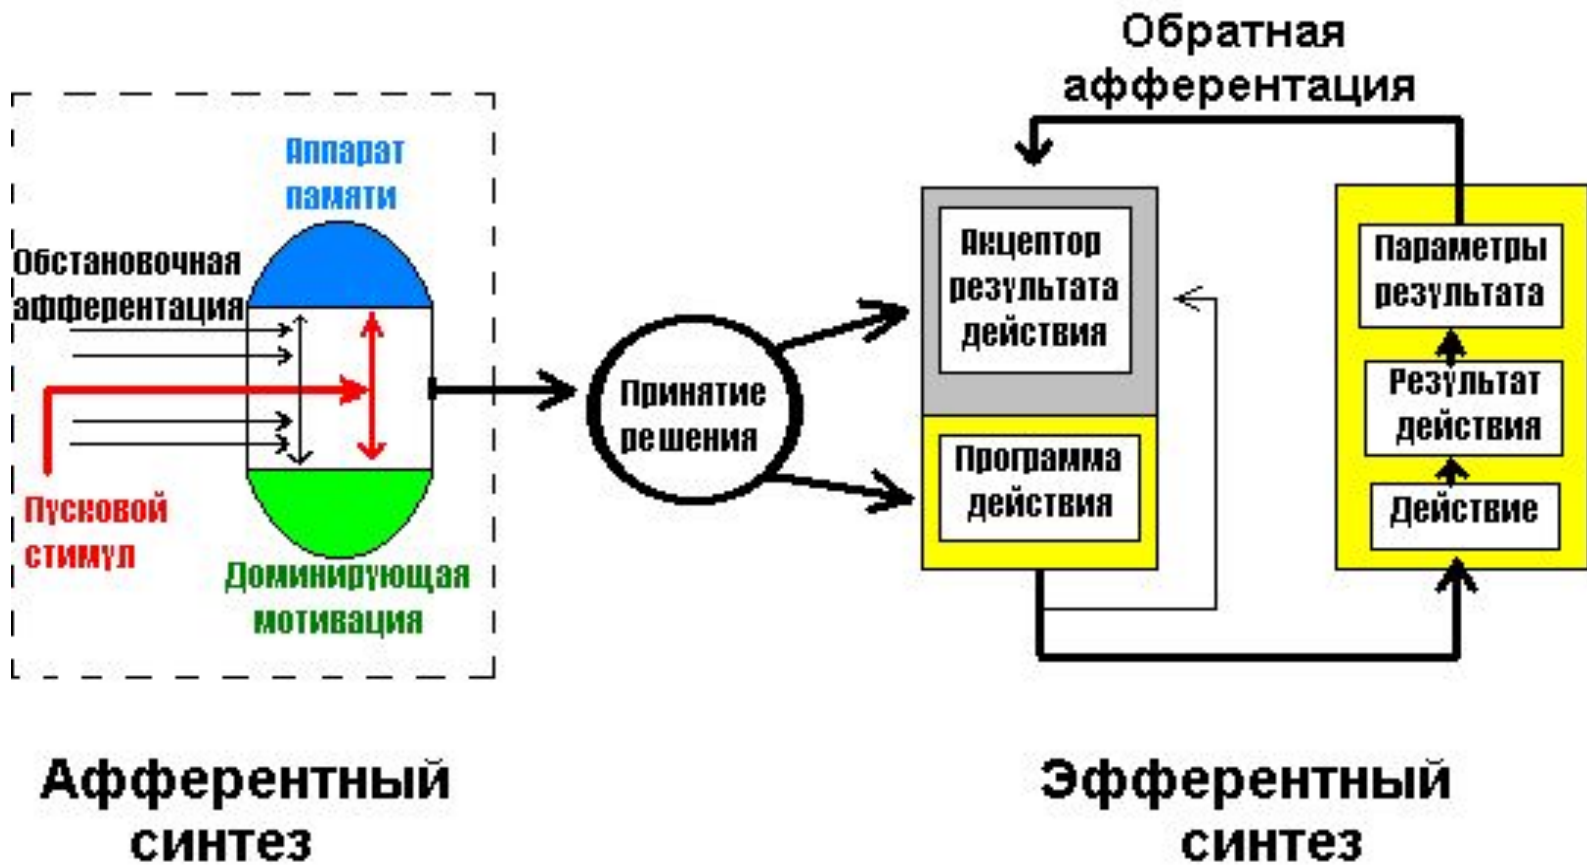 Обратная
афферентация
Аппарат
памяти
Обстановочная
афферентация
Пусковой
стимул
Доминирующая
мотивация
Принятие
решения
Акцептор
результата
действия
Программа
действия
Параметры
результата
Результат
действия
Действие
Афферентный
синтез
Эфферентный
синтез